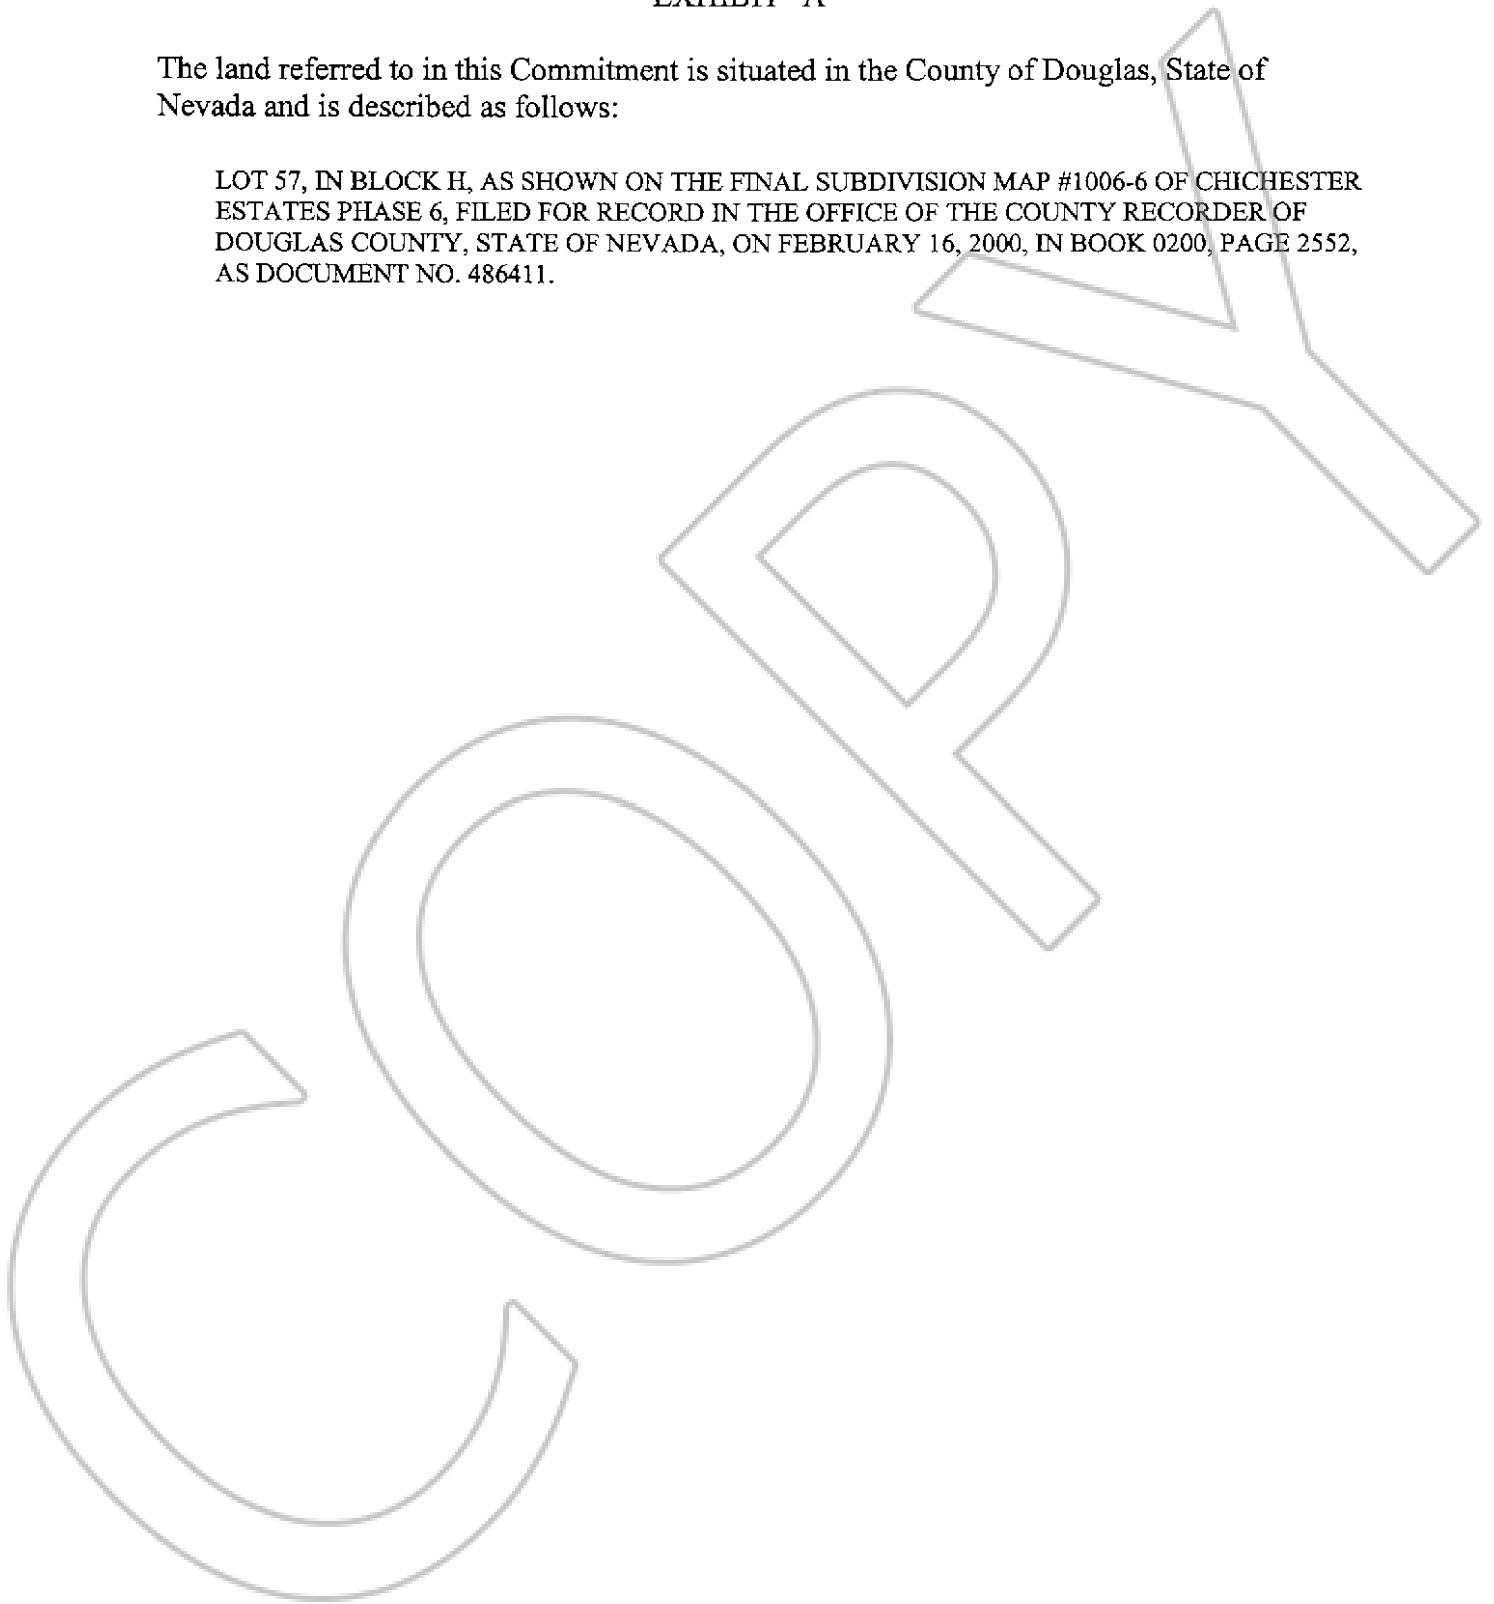 EXHIBIT "A"
The land referred to in this Commitment is situated in the County of Douglas, State of
Nevada and is described as follows:
LOT 57, IN BLOCK H, AS SHOWN ON THE FINAL SUBDIVISION MAP #1006-6 OF CHICHESTER
ESTATES PHASE 6, FILED FOR RECORD IN THE OFFICE OF THE COUNTY RECORDER OF
DOUGLAS COUNTY, STATE OF NEVADA, ON FEBRUARY 16, 2000, IN BOOK 0200, PAGE 2552,
AS DOCUMENT NO. 486411.
COPY